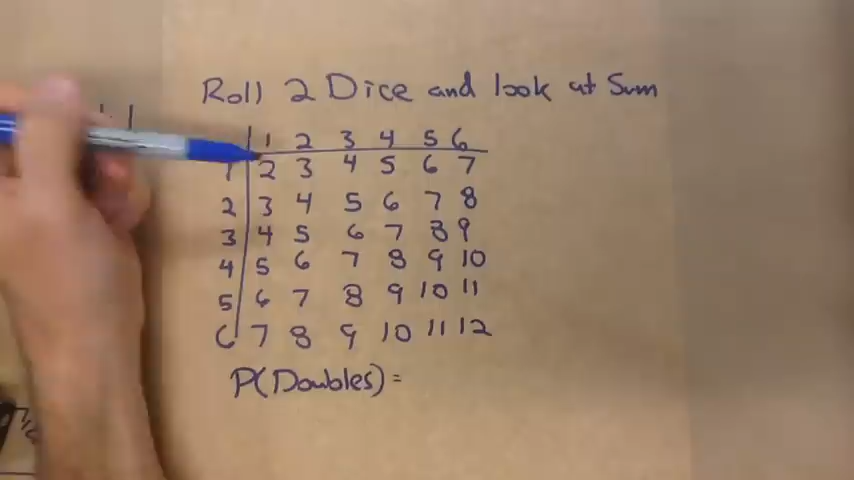 Roll 2 Dice and look at Sum
1 2 3 4 5 6
1 2 3 4 5 6 7
2 3 4 5 6 7 8
3 4 5 6 7 8 9
4 5 6 7 8 9 10
5 6 7 8 9 10 11
6 7 8 9 10 11 12
P(Doubles) =